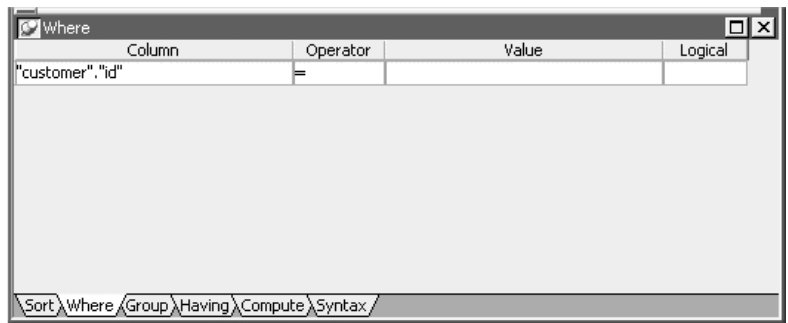 Where
Column Operator Value Logical
"customer"."id" =
Sort Where Group Having Compute Syntax